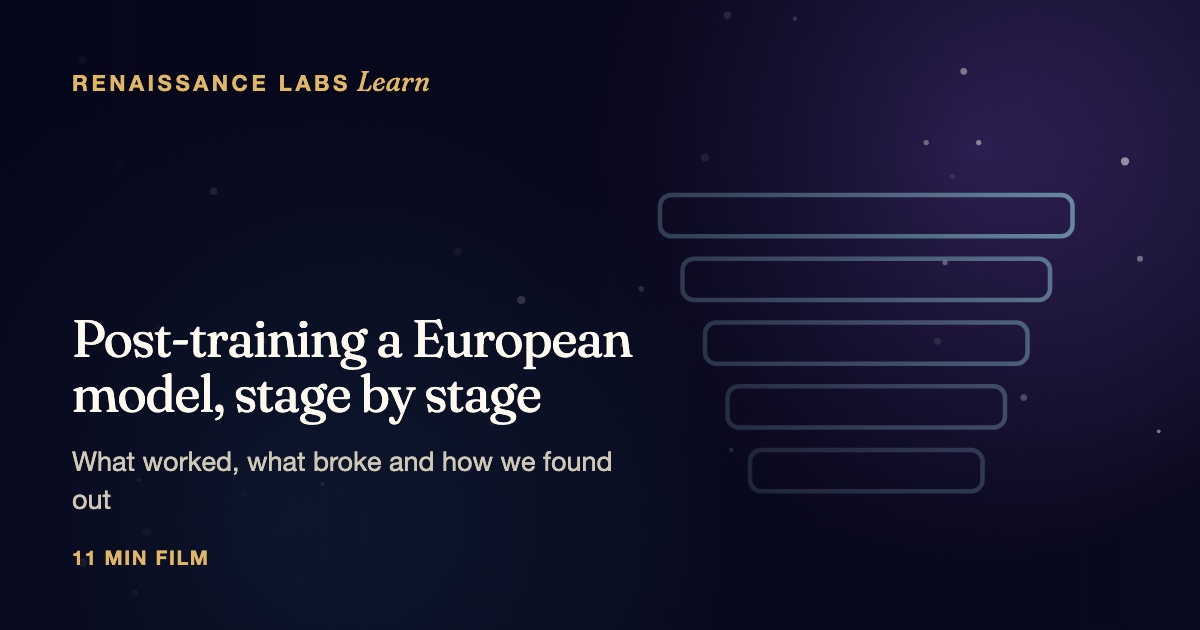 RENAISSANCE LABS Learn
Post-training a European
model, stage by stage
What worked, what broke and how we found
out
11 MIN FILM